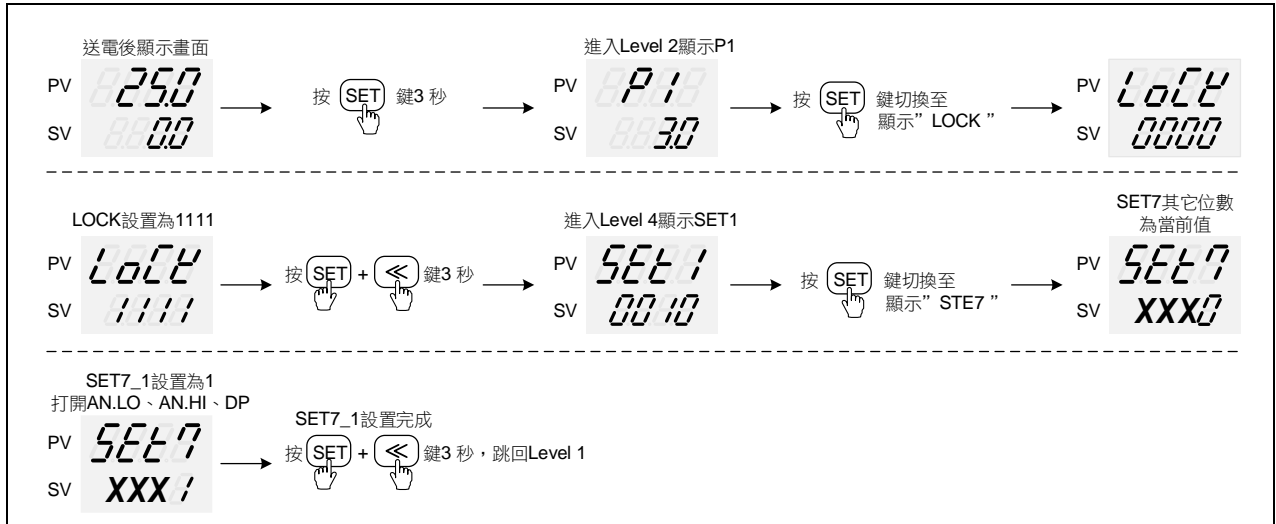 送電後顯示畫面
PV 25.0
SV 0.0
按 SET 鍵3 秒
進入Level 2顯示P1
PV P1
SV 3.0
按 SET 鍵切換至
顯示” LOCK ”
PV LoCK
SV 0000
LOCK設置為1111
PV LoCK
SV 1111
按 SET + ≪ 鍵3 秒
進入Level 4顯示SET1
PV SEt1
SV 0010
按 SET 鍵切換至
顯示” STE7 ”
SET7其它位數
為當前值
PV SEt7
SV XXX0
SET7_1設置為1
打開AN.LO、AN.HI、DP
PV SEt7
SV XXX1
SET7_1設置完成
按 SET + ≪ 鍵3 秒，跳回Level 1